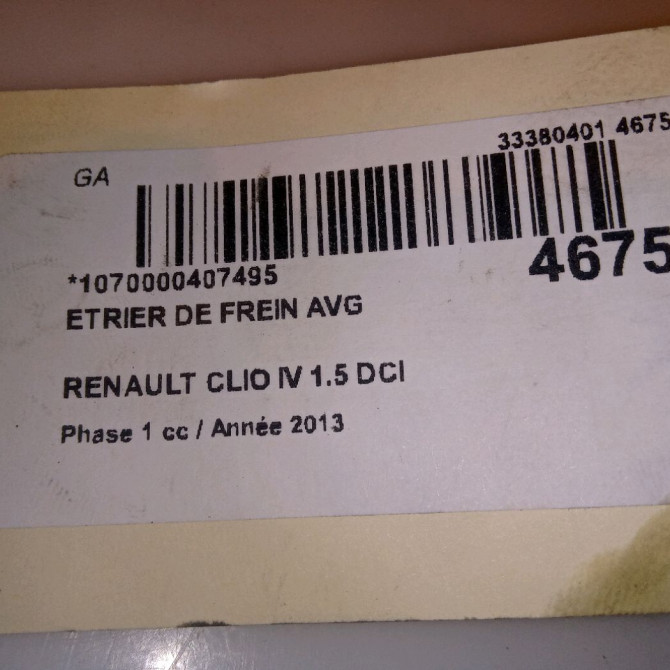 33380401 4675
GA
4675
*1070000407495
ETRIER DE FREIN AVG
RENAULT CLIO IV 1.5 DCI
Phase 1 cc / Année 2013